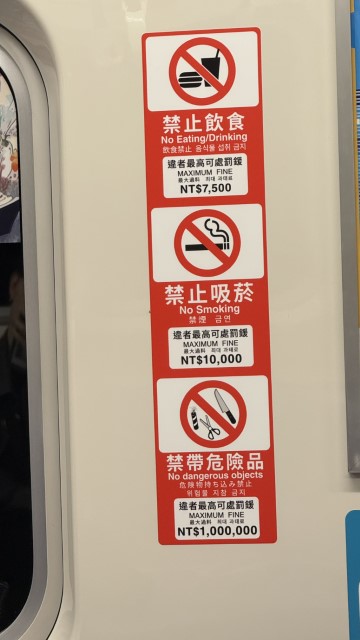 禁止飲食
No Eating/Drinking
飲食禁止 음식물 섭취 금지
違者最高可處罰鍰
MAXIMUM FINE
最大過料 최대 과태료
NT$7,500
禁止吸菸
No Smoking
禁煙 금연
違者最高可處罰鍰
MAXIMUM FINE
最大過料 최대 과태료
NT$10,000
禁帶危險品
No dangerous objects
危険物持ち込み禁止
위험물 지참 금지
違者最高可處罰鍰
MAXIMUM FINE
最大過料 최대 과태료
NT$1,000,000